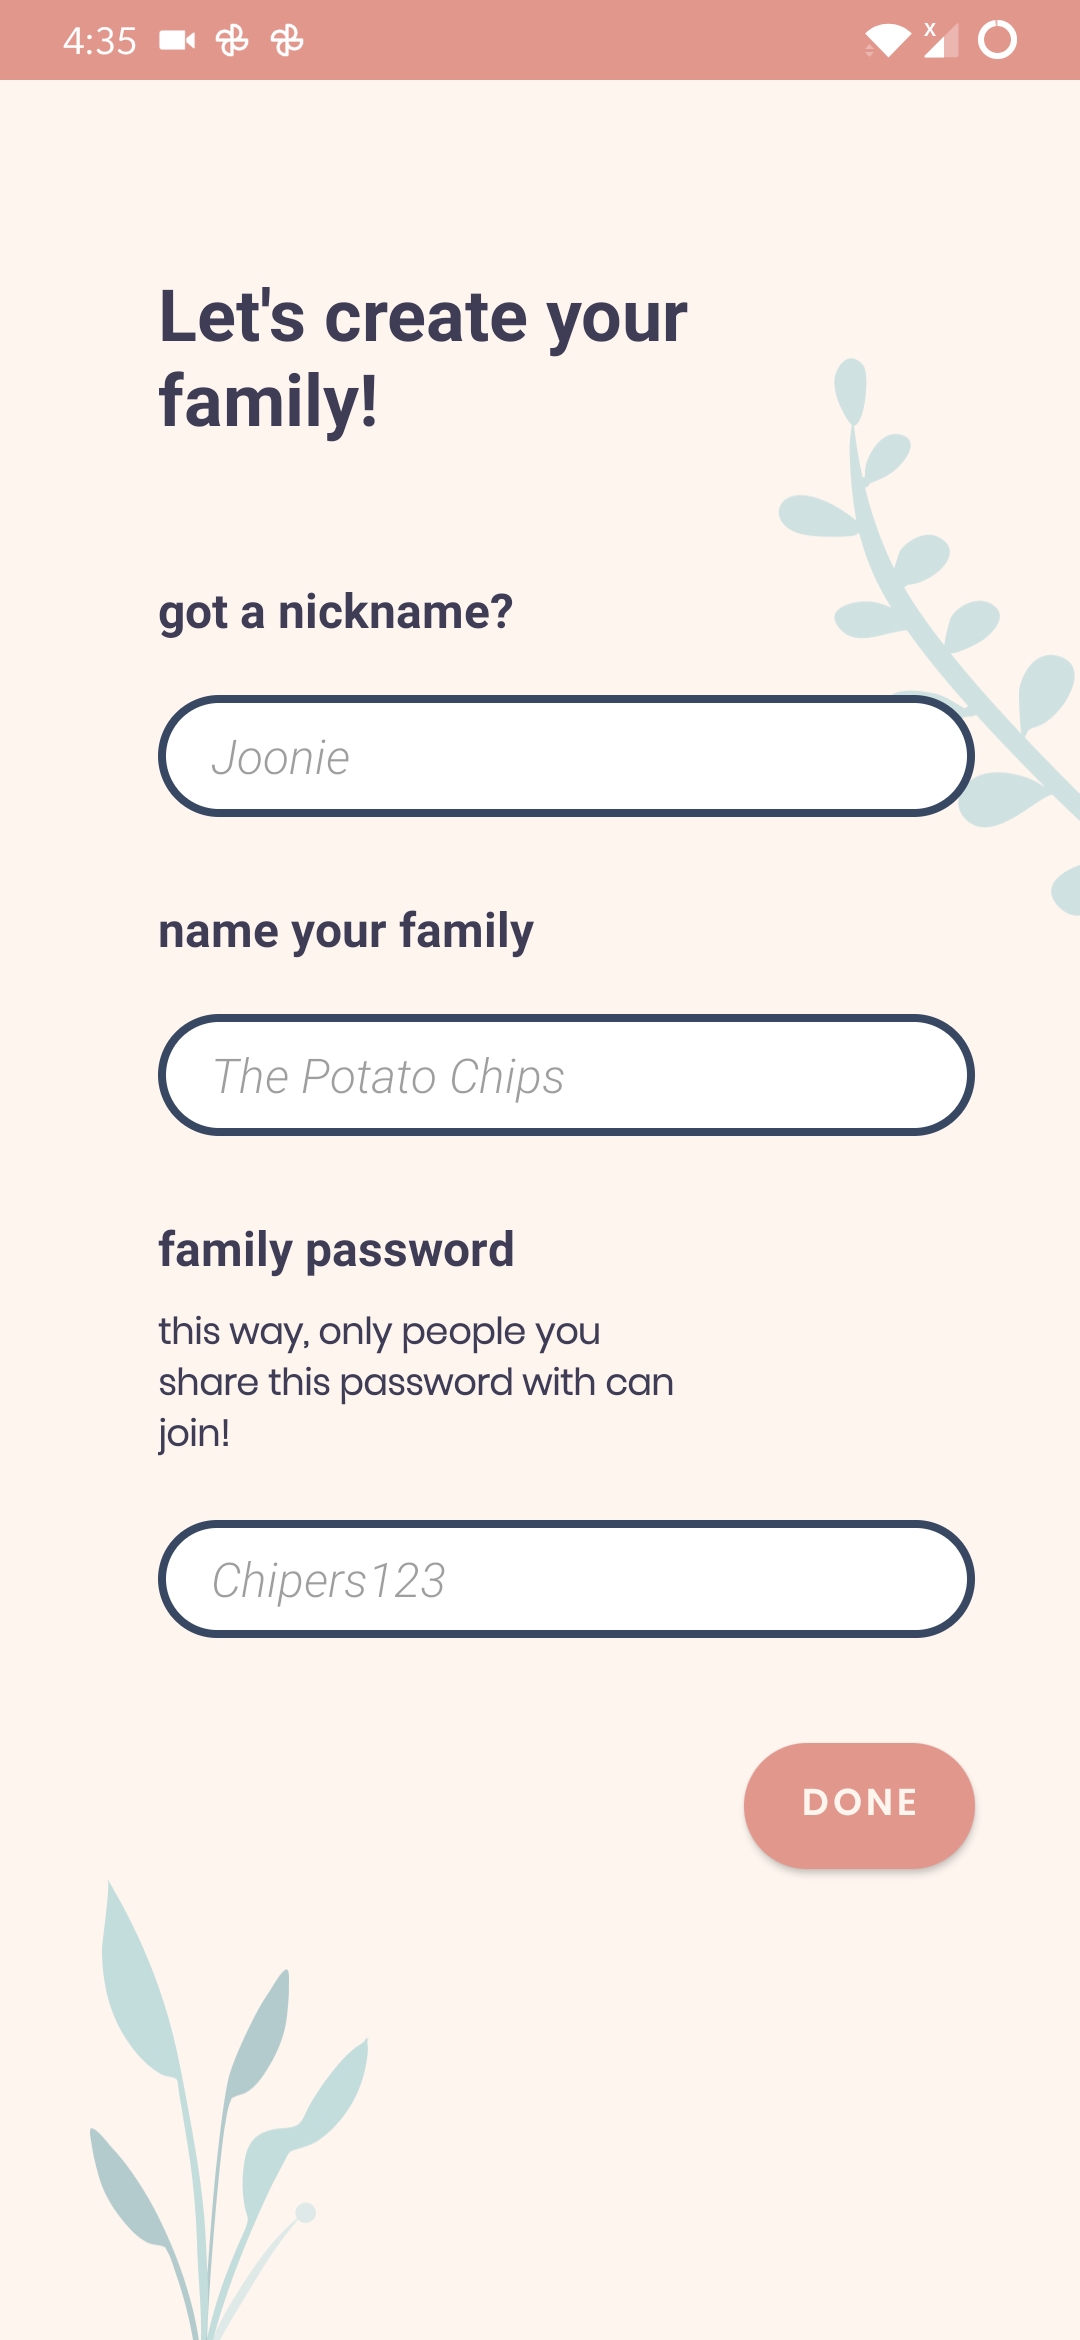 4:35
X
Let's create your
family!
got a nickname?
Joonie
name your family
The Potato Chips
family password
this way, only people you
share this password with can
join!
Chipers123
DONE